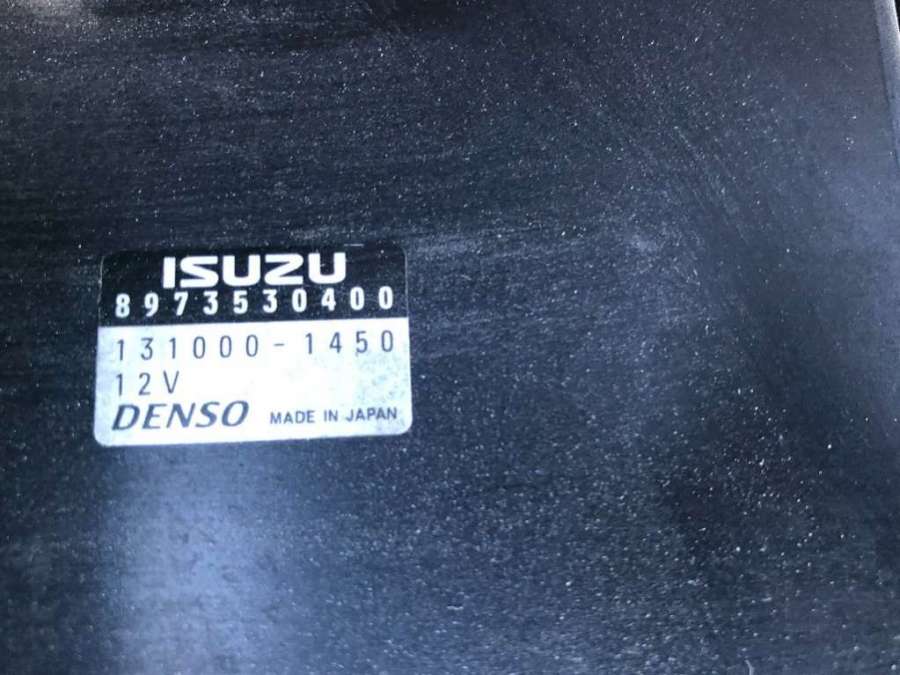 ISUZU
8973530400
131000-1450
12V
DENSO MADE IN JAPAN